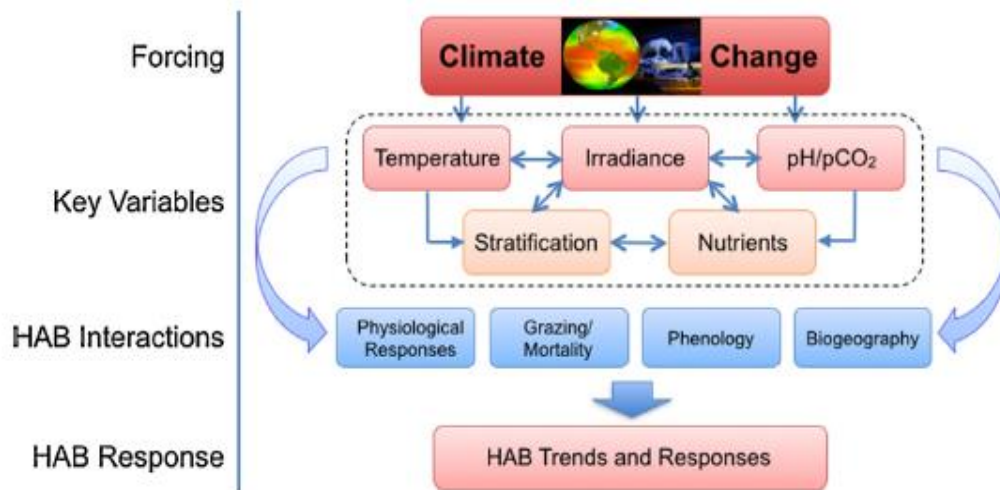 Forcing
Climate Change
Key Variables
Temperature
Irradiance
pH/pCO₂
Stratification
Nutrients
HAB Interactions
Physiological
Responses
Grazing/
Mortality
Phenology
Biogeography
HAB Response
HAB Trends and Responses